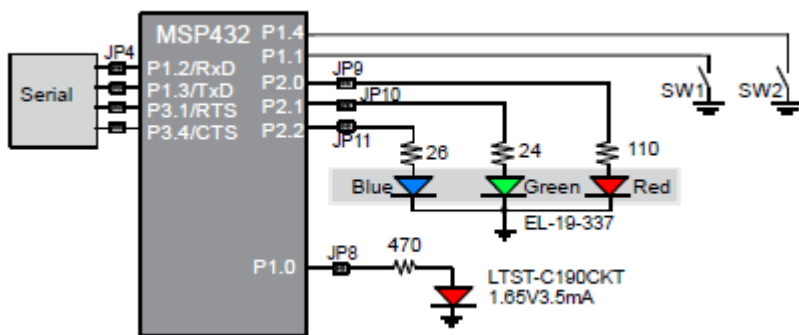 MSP432
P1.4
P1.1
JP4
P1.2/RxD
P2.0
JP9
Serial
P1.3/TxD
P2.1
JP10
SW1
SW2
P3.1/RTS
P2.2
P3.4/CTS
JP11
26
24
110
Blue
Green
Red
EL-19-337
470
P1.0
JP8
LTST-C190CKT
1.65V3.5mA